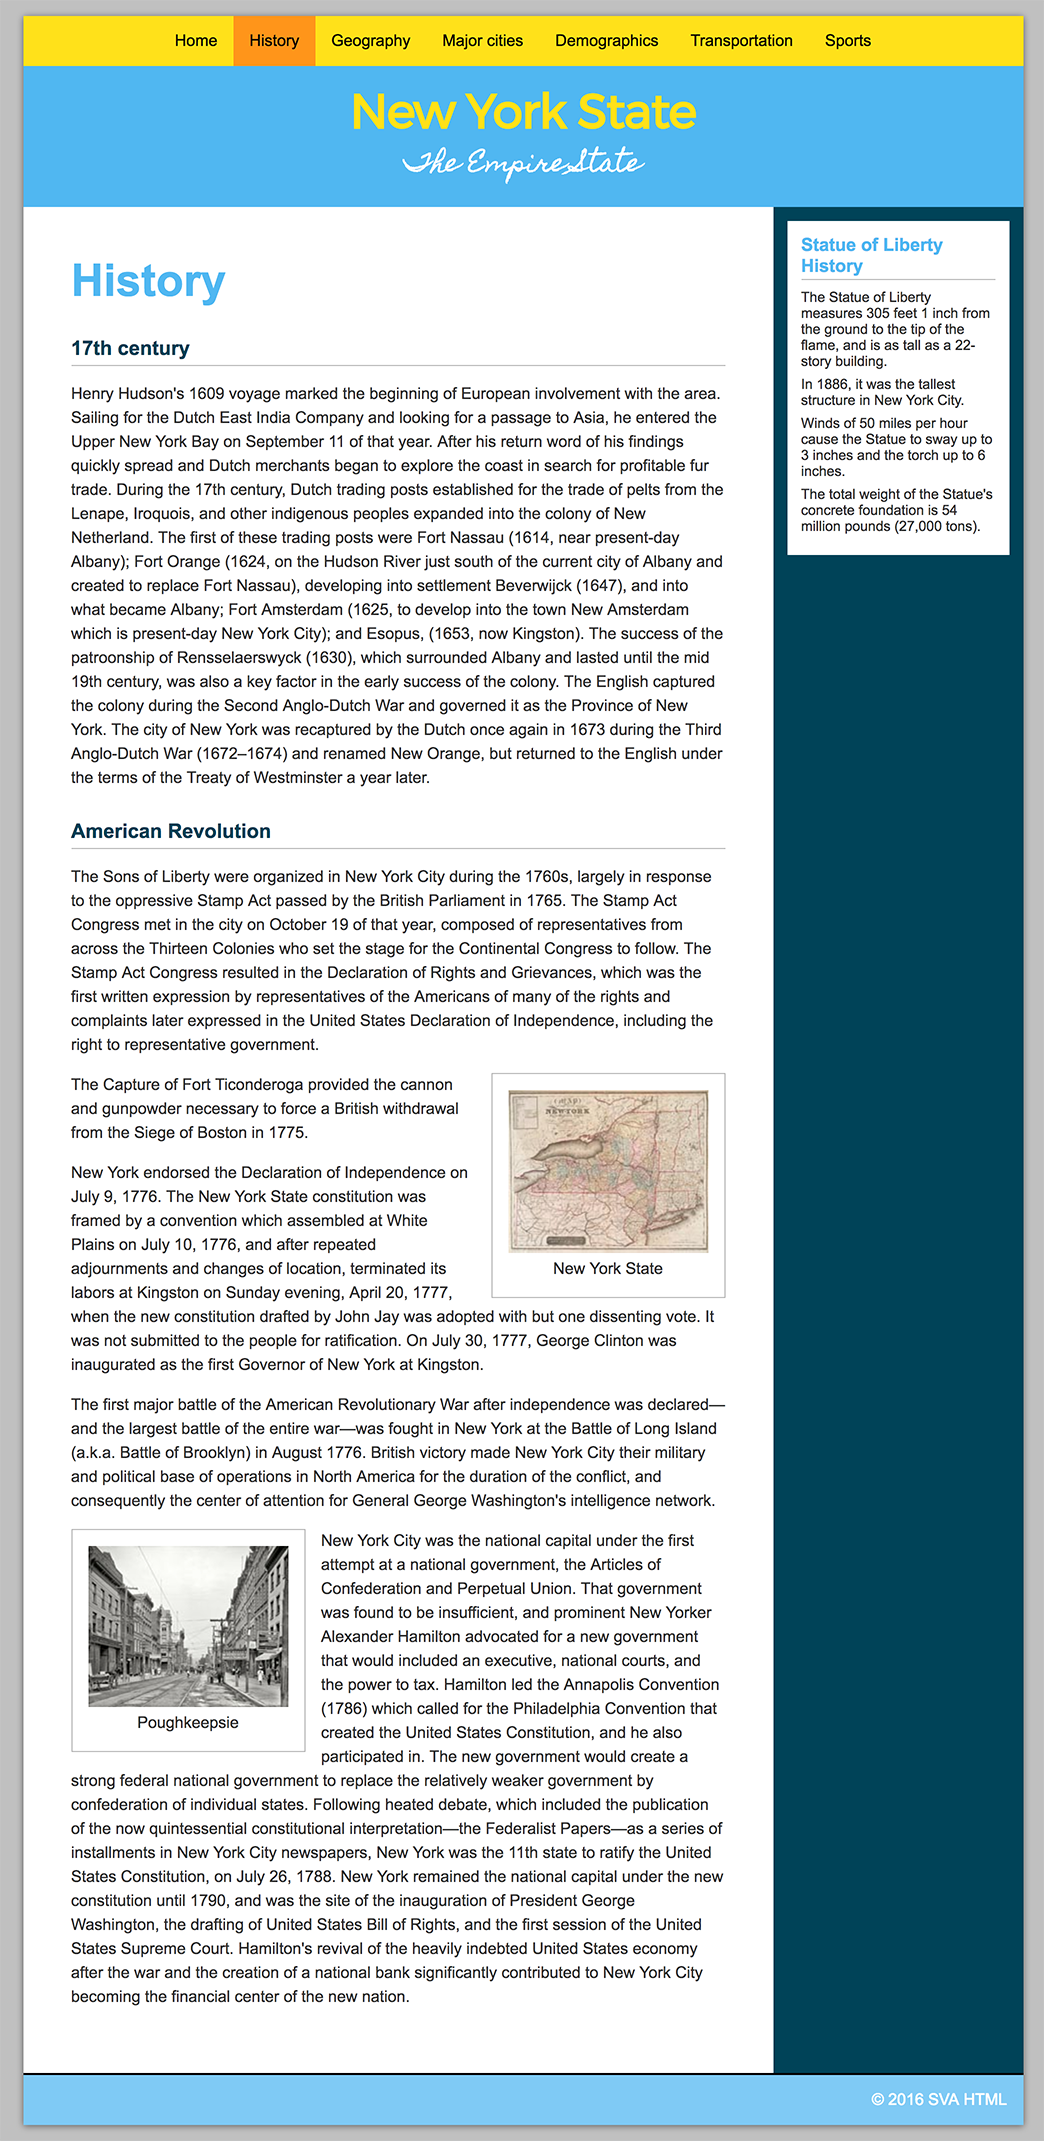 Home History Geography Major cities Demographics Transportation Sports
New York State
The Empire State
History
17th century
Henry Hudson's 1609 voyage marked the beginning of European involvement with the area.
Sailing for the Dutch East India Company and looking for a passage to Asia, he entered the
Upper New York Bay on September 11 of that year. After his return word of his findings
quickly spread and Dutch merchants began to explore the coast in search for profitable fur
trade. During the 17th century, Dutch trading posts established for the trade of pelts from the
Lenape, Iroquois, and other indigenous peoples expanded into the colony of New
Netherland. The first of these trading posts were Fort Nassau (1614, near present-day
Albany); Fort Orange (1624, on the Hudson River just south of the current city of Albany and
created to replace Fort Nassau), developing into settlement Beverwijck (1647), and into
what became Albany; Fort Amsterdam (1625, to develop into the town New Amsterdam
which is present-day New York City); and Esopus, (1653, now Kingston). The success of the
patroonship of Rensselaerswyck (1630), which surrounded Albany and lasted until the mid
19th century, was also a key factor in the early success of the colony. The English captured
the colony during the Second Anglo-Dutch War and governed it as the Province of New
York. The city of New York was recaptured by the Dutch once again in 1673 during the Third
Anglo-Dutch War (1672–1674) and renamed New Orange, but returned to the English under
the terms of the Treaty of Westminster a year later.
American Revolution
The Sons of Liberty were organized in New York City during the 1760s, largely in response
to the oppressive Stamp Act passed by the British Parliament in 1765. The Stamp Act
Congress met in the city on October 19 of that year, composed of representatives from
across the Thirteen Colonies who set the stage for the Continental Congress to follow. The
Stamp Act Congress resulted in the Declaration of Rights and Grievances, which was the
first written expression by representatives of the Americans of many of the rights and
complaints later expressed in the United States Declaration of Independence, including the
right to representative government.
The Capture of Fort Ticonderoga provided the cannon
and gunpowder necessary to force a British withdrawal
from the Siege of Boston in 1775.
New York endorsed the Declaration of Independence on
July 9, 1776. The New York State constitution was
framed by a convention which assembled at White
Plains on July 10, 1776, and after repeated
adjournments and changes of location, terminated its
labors at Kingston on Sunday evening, April 20, 1777,
when the new constitution drafted by John Jay was adopted with but one dissenting vote. It
was not submitted to the people for ratification. On July 30, 1777, George Clinton was
inaugurated as the first Governor of New York at Kingston.
NEW YORK
New York State
The first major battle of the American Revolutionary War after independence was declared—
and the largest battle of the entire war—was fought in New York at the Battle of Long Island
(a.k.a. Battle of Brooklyn) in August 1776. British victory made New York City their military
and political base of operations in North America for the duration of the conflict, and
consequently the center of attention for General George Washington's intelligence network.
Poughkeepsie
New York City was the national capital under the first
attempt at a national government, the Articles of
Confederation and Perpetual Union. That government
was found to be insufficient, and prominent New Yorker
Alexander Hamilton advocated for a new government
that would included an executive, national courts, and
the power to tax. Hamilton led the Annapolis Convention
(1786) which called for the Philadelphia Convention that
created the United States Constitution, and he also
participated in. The new government would create a
strong federal national government to replace the relatively weaker government by
confederation of individual states. Following heated debate, which included the publication
of the now quintessential constitutional interpretation—the Federalist Papers—as a series of
installments in New York City newspapers, New York was the 11th state to ratify the United
States Constitution, on July 26, 1788. New York remained the national capital under the new
constitution until 1790, and was the site of the inauguration of President George
Washington, the drafting of United States Bill of Rights, and the first session of the United
States Supreme Court. Hamilton's revival of the heavily indebted United States economy
after the war and the creation of a national bank significantly contributed to New York City
becoming the financial center of the new nation.
Statue of Liberty
History
The Statue of Liberty
measures 305 feet 1 inch from
the ground to the tip of the
flame, and is as tall as a 22-
story building.
In 1886, it was the tallest
structure in New York City.
Winds of 50 miles per hour
cause the Statue to sway up to
3 inches and the torch up to 6
inches.
The total weight of the Statue's
concrete foundation is 54
million pounds (27,000 tons).
© 2016 SVA HTML